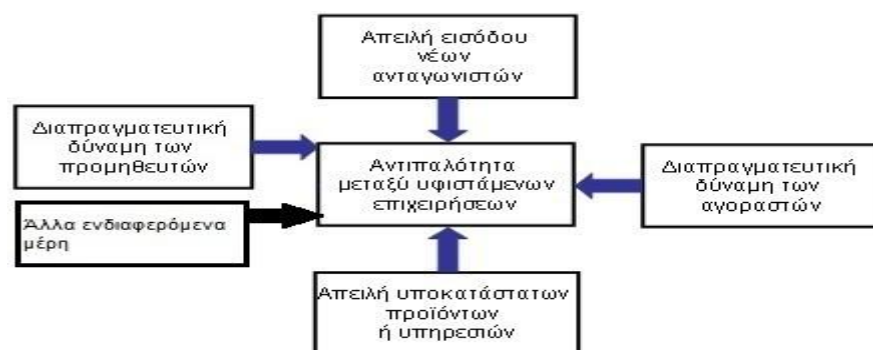 Απειλή εισόδου
νέων
ανταγωνιστών
Διαπραγματευτική
δύναμη των
προμηθευτών
Αντιπαλότητα
μεταξύ υφιστάμενων
επιχειρήσεων
Διαπραγματευτική
δύναμη των
αγοραστών
Άλλα ενδιαφερόμενα
μέρη
Απειλή υποκατάστατων
προϊόντων
ή υπηρεσιών